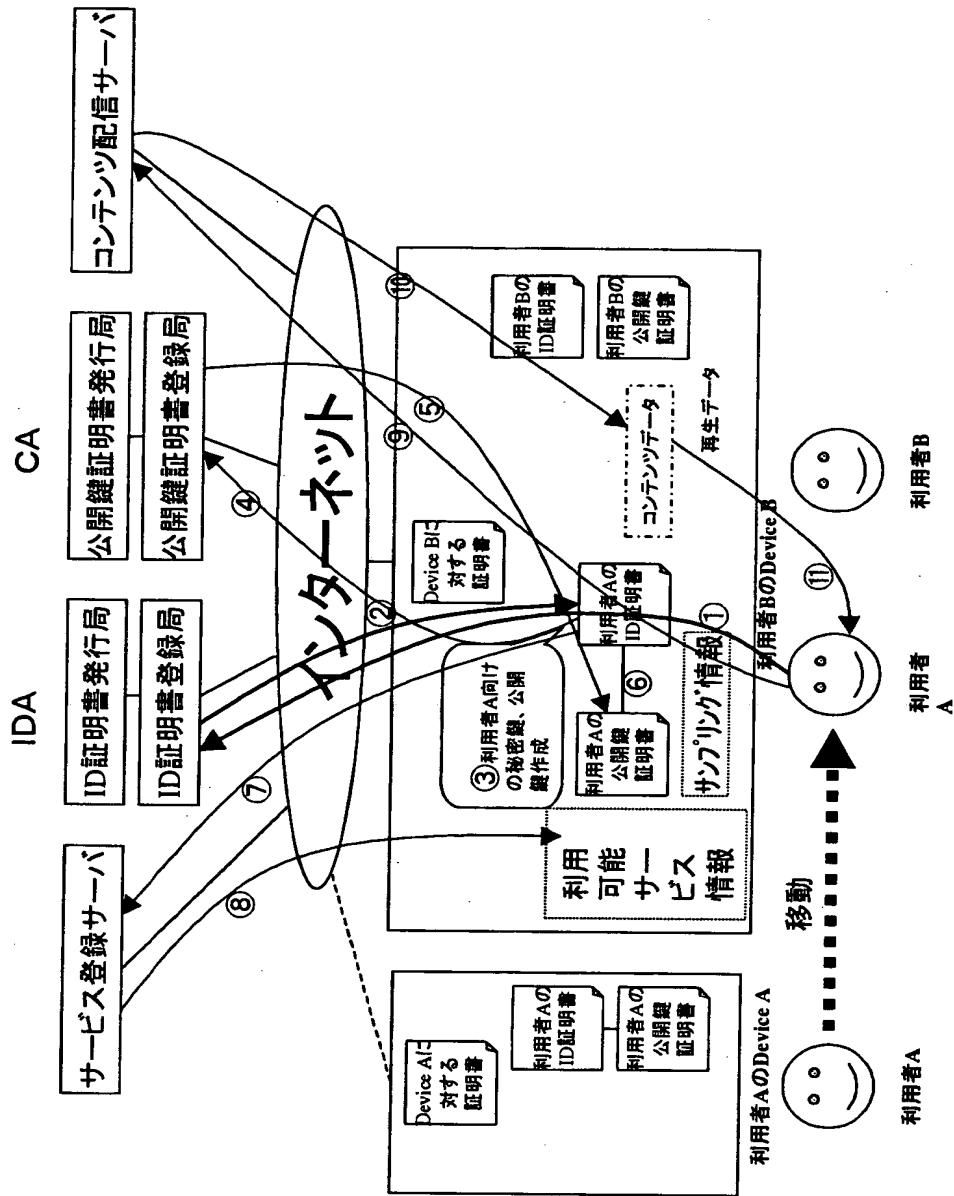 IDA
CA
サービス登録サーバ
ID証明書発行局
ID証明書登録局
公開鍵証明書発行局
公開鍵証明書登録局
コンテンツ配信サーバ
インターネット
⑦
⑧
②
④
⑤
⑨
⑩
Device Aに
対する
証明書
利用者Aの
ID証明書
利用者Aの
公開鍵
証明書
利用者AのDevice A
③利用者A向け
の秘密鍵、公開
鍵作成
Device Bに
対する
証明書
利用者Bの
ID証明書
利用者Bの
公開鍵
証明書
利用
可能
サー
ビス
情報
利用者Aの
公開鍵
証明書
⑥
利用者Aの
ID証明書
コンテンツデータ
再生データ
サンプリング情報
①
利用者BのDevice B
⑪
移動
利用者A
利用者
A
利用者B